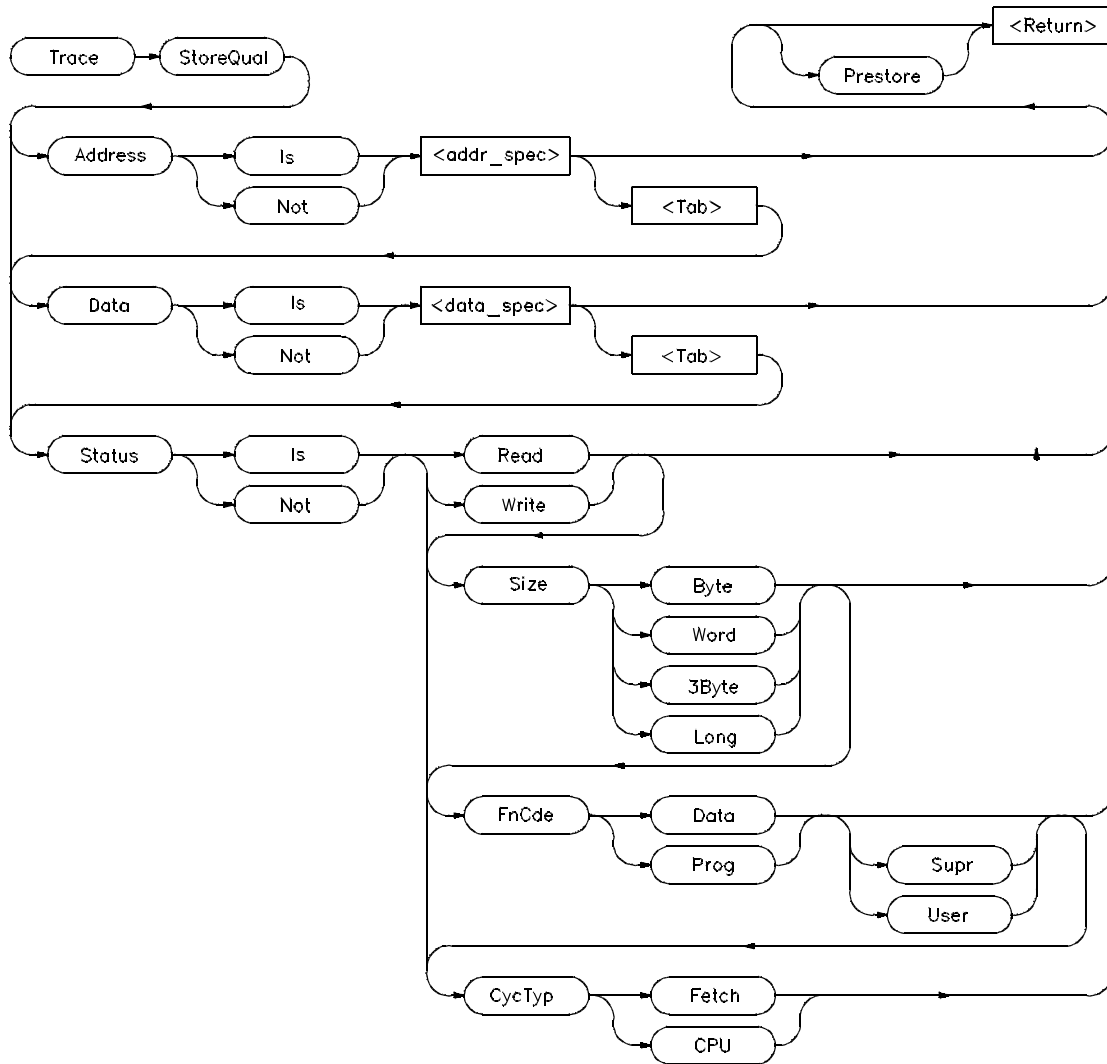 Trace StoreQual <Return>
Prestore
Address Is <addr_spec>
Not <Tab>
Data Is <data_spec>
Not <Tab>
Status Is Read
Not Write
Size Byte
Word
3Byte
Long
FnCde Data
Prog Supr
User
CycTyp Fetch
CPU